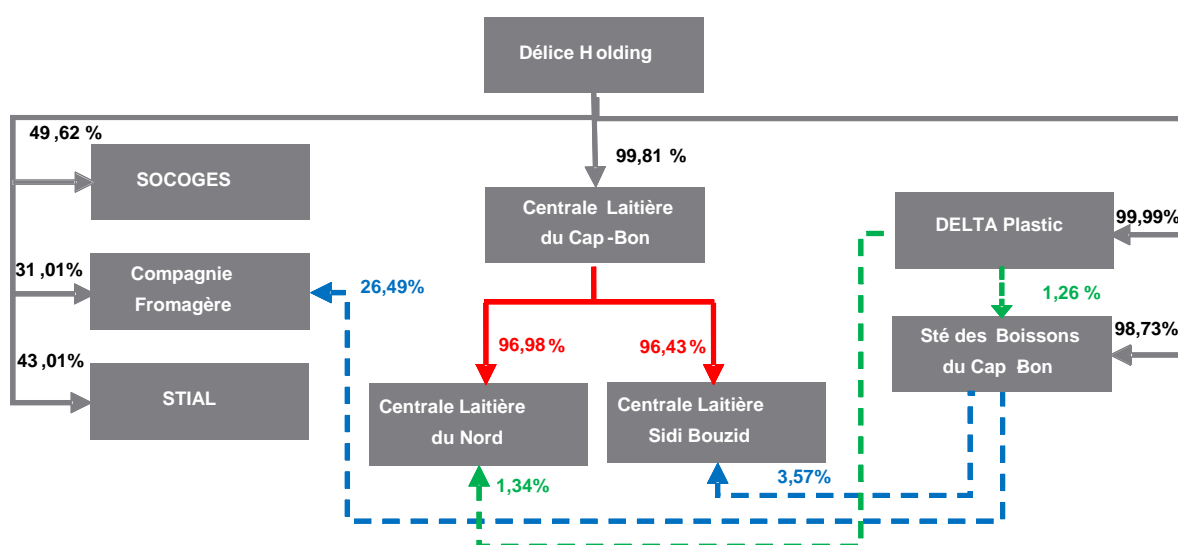 Délice Holding
49,62 %
SOCOGES
99,81 %
Centrale Laitière
du Cap-Bon
DELTA Plastic
99,99%
31,01%
Compagnie
Fromagère
26,49%
1,26 %
96,98%
96,43%
Sté des Boissons
du Cap Bon
98,73%
43,01%
STIAL
Centrale Laitière
du Nord
Centrale Laitière
Sidi Bouzid
1,34%
3,57%